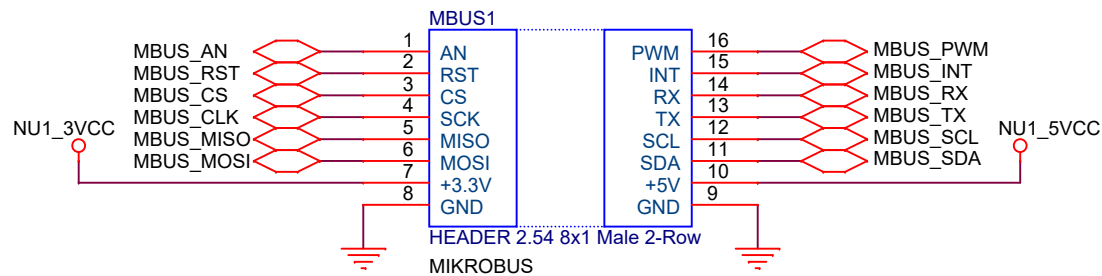 MBUS1
MBUS_AN 1 AN PWM 16 MBUS_PWM
MBUS_RST 2 RST INT 15 MBUS_INT
MBUS_CS 3 CS RX 14 MBUS_RX
MBUS_CLK 4 SCK TX 13 MBUS_TX
NU1_3VCC NU1_5VCC
MBUS_MISO 5 MISO SCL 12 MBUS_SCL
MBUS_MOSI 6 MOSI SDA 11 MBUS_SDA
7 +3.3V +5V 10
8 GND GND 9
HEADER 2.54 8x1 Male 2-Row
MIKROBUS